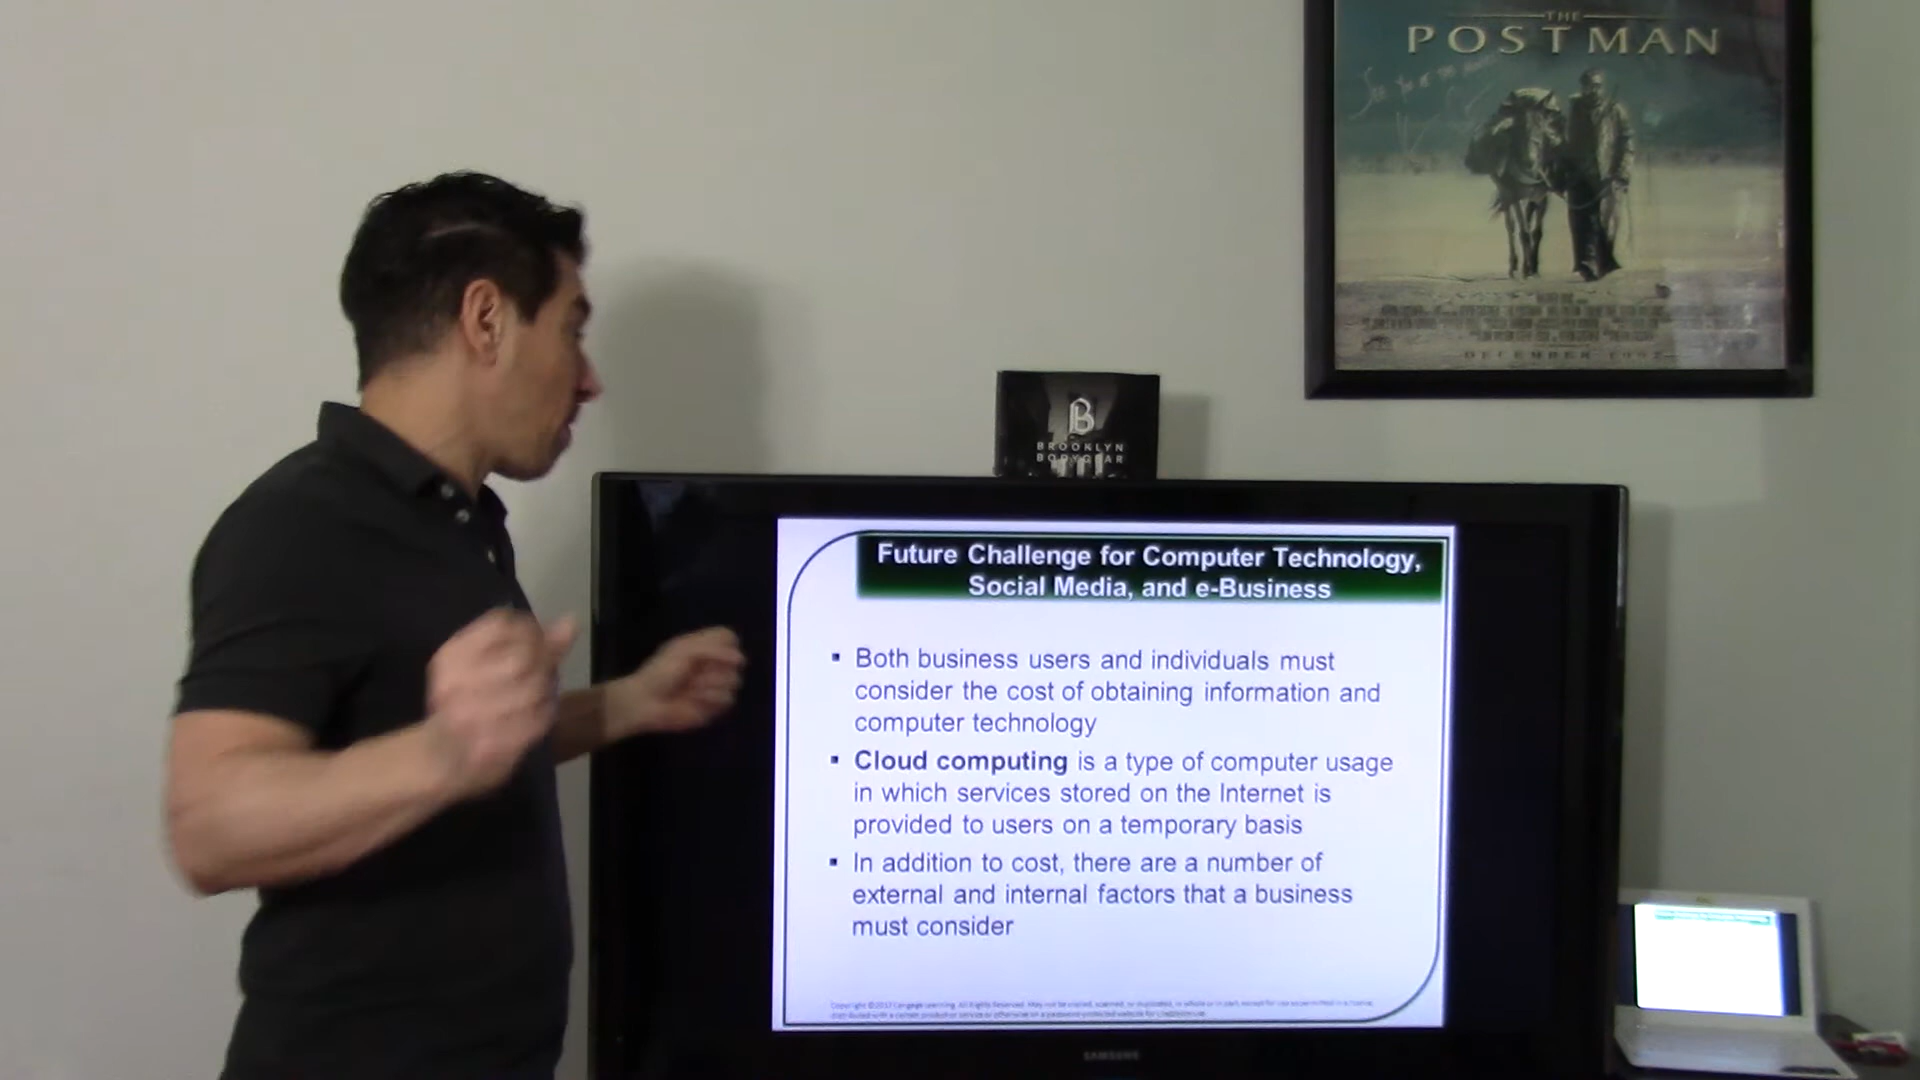 THE
POSTMAN
DECEMBER 1997
B
BROOKLYN
BODYGEAR
Future Challenge for Computer Technology,
Social Media, and e-Business
▪ Both business users and individuals must
consider the cost of obtaining information and
computer technology
▪ Cloud computing is a type of computer usage
in which services stored on the Internet is
provided to users on a temporary basis
▪ In addition to cost, there are a number of
external and internal factors that a business
must consider
SAMSUNG